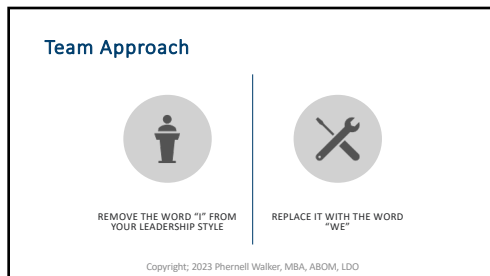 Team Approach
REMOVE THE WORD "I" FROM
YOUR LEADERSHIP STYLE
REPLACE IT WITH THE WORD
"WE"
Copyright; 2023 Phernell Walker, MBA, ABOM, LDO